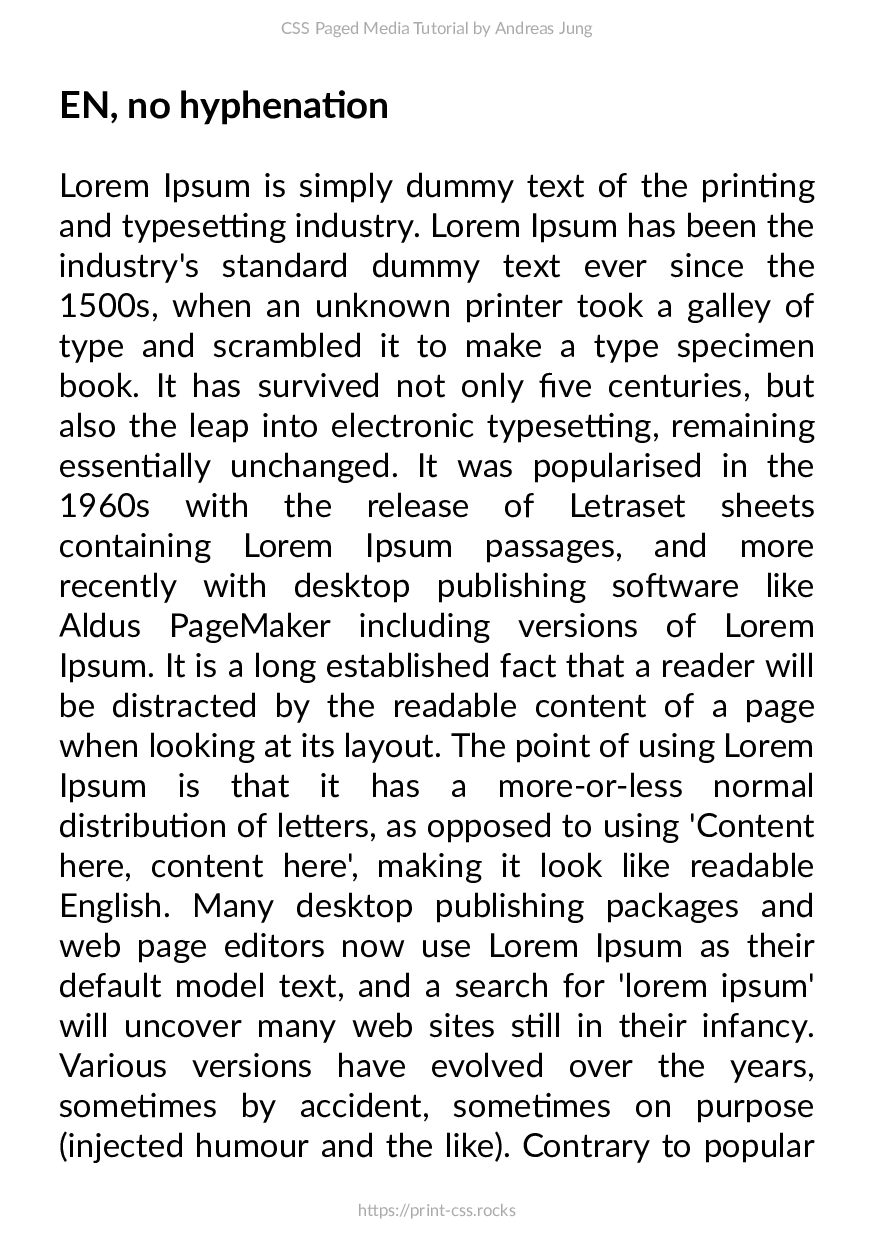 CSS Paged Media Tutorial by Andreas Jung
EN, no hyphenation
Lorem Ipsum is simply dummy text of the printing
and typesetting industry. Lorem Ipsum has been the
industry's standard dummy text ever since the
1500s, when an unknown printer took a galley of
type and scrambled it to make a type specimen
book. It has survived not only five centuries, but
also the leap into electronic typesetting, remaining
essentially unchanged. It was popularised in the
1960s with the release of Letraset sheets
containing Lorem Ipsum passages, and more
recently with desktop publishing software like
Aldus PageMaker including versions of Lorem
Ipsum. It is a long established fact that a reader will
be distracted by the readable content of a page
when looking at its layout. The point of using Lorem
Ipsum is that it has a more-or-less normal
distribution of letters, as opposed to using 'Content
here, content here', making it look like readable
English. Many desktop publishing packages and
web page editors now use Lorem Ipsum as their
default model text, and a search for 'lorem ipsum'
will uncover many web sites still in their infancy.
Various versions have evolved over the years,
sometimes by accident, sometimes on purpose
(injected humour and the like). Contrary to popular
https://print-css.rocks